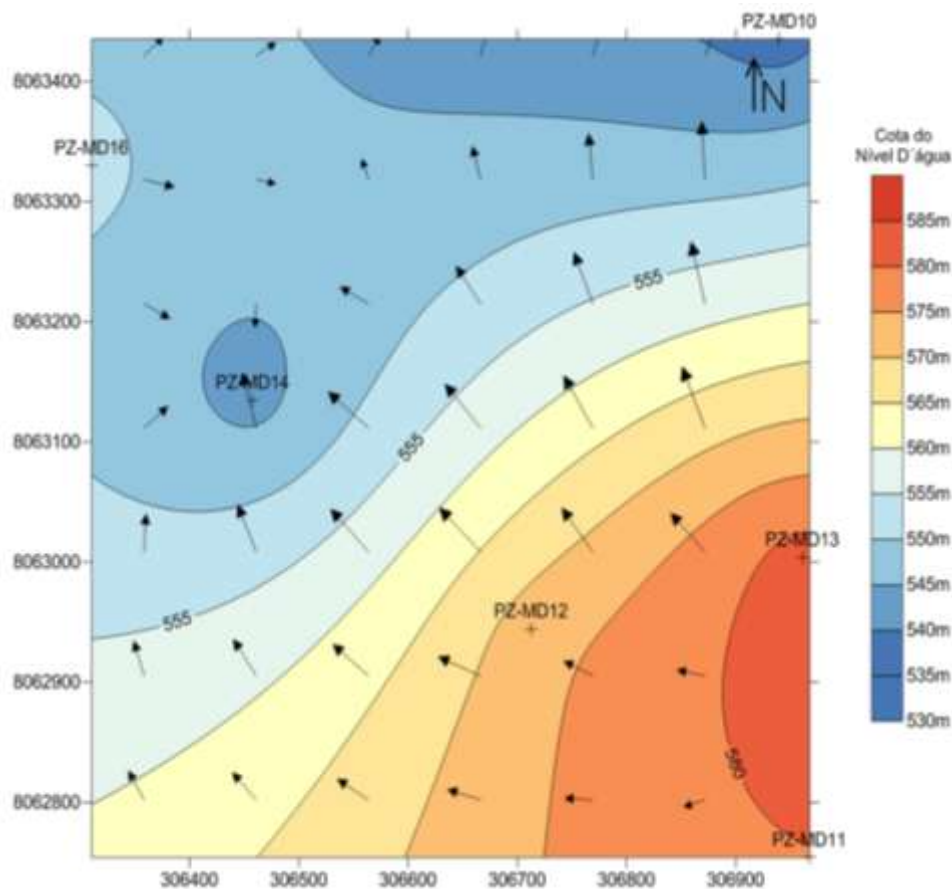 PZ-MD10
8063400
N
PZ-MD16
8063300
555
8063200
PZ-MD14
8063100
555
8063000
PZ-MD13
PZ-MD12
555
8062900
580
8062800
PZ-MD11
306400
306500
306600
306700
306800
306900
Cota do
Nível D´água
585m
580m
575m
570m
565m
560m
555m
550m
545m
540m
535m
530m